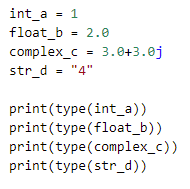 int_a = 1
float_b = 2.0
complex_c = 3.0+3.0j
str_d = "4"
print(type(int_a))
print(type(float_b))
print(type(complex_c))
print(type(str_d))